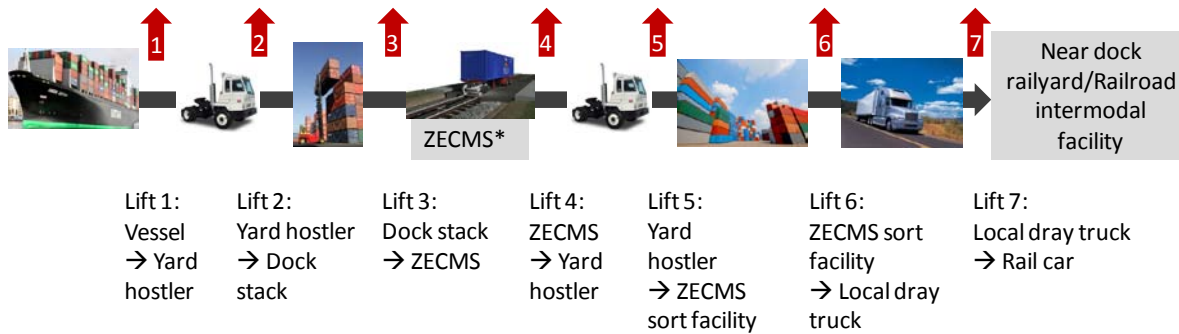 1 2 3 4 5 6 7
Near dock
railyard/Railroad
intermodal
facility
ZECMS*
Lift 1:
Vessel
→ Yard
hostler
Lift 2:
Yard hostler
→ Dock
stack
Lift 3:
Dock stack
→ ZECMS
Lift 4:
ZECMS
→ Yard
hostler
Lift 5:
Yard
hostler
→ ZECMS
sort facility
Lift 6:
ZECMS sort
facility
→ Local dray
truck
Lift 7:
Local dray truck
→ Rail car